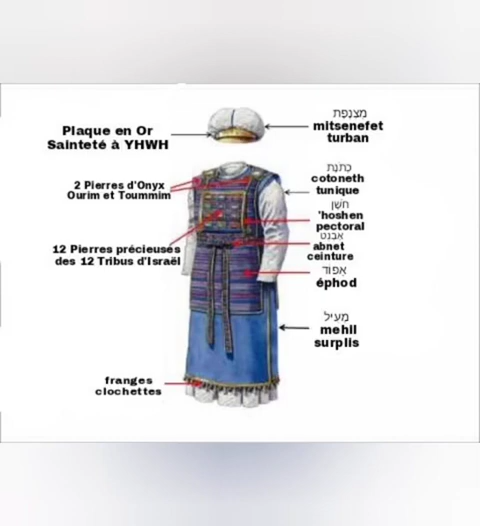 Plaque en Or
Sainteté à YHWH
2 Pierres d'Onyx
Ourim et Toummim
12 Pierres précieuses
des 12 Tribus d'Israël
franges
clochettes
מצנפת
mitsenefet
turban
כתנת
cotoneth
tunique
חשן
'hoshen
pectoral
אבנט
abnet
ceinture
אפוד
éphod
מעיל
mehil
surplis